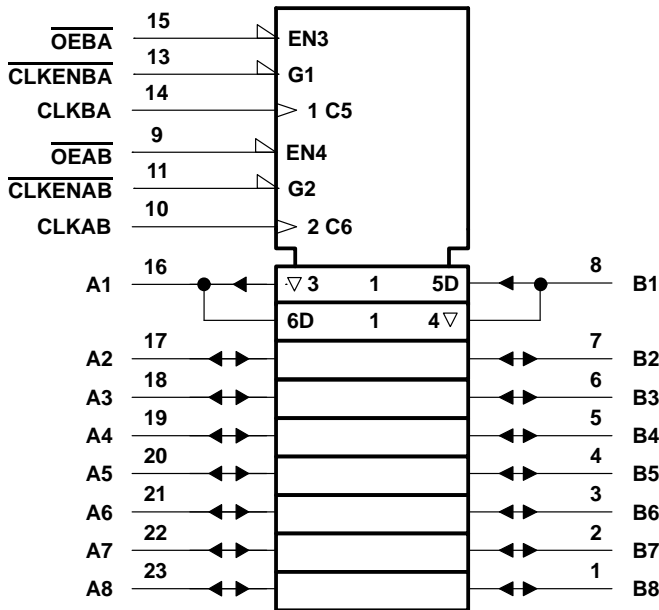 15
OEBA
EN3
13
CLKENBA
G1
14
CLKBA
1 C5
9
OEAB
EN4
11
CLKENAB
G2
10
CLKAB
2 C6
16
8
A1
▽ 3
1
5D
B1
6D
1
4 ▽
17
7
A2
B2
18
6
A3
B3
19
5
A4
B4
20
4
A5
B5
21
3
A6
B6
22
2
A7
B7
23
1
A8
B8